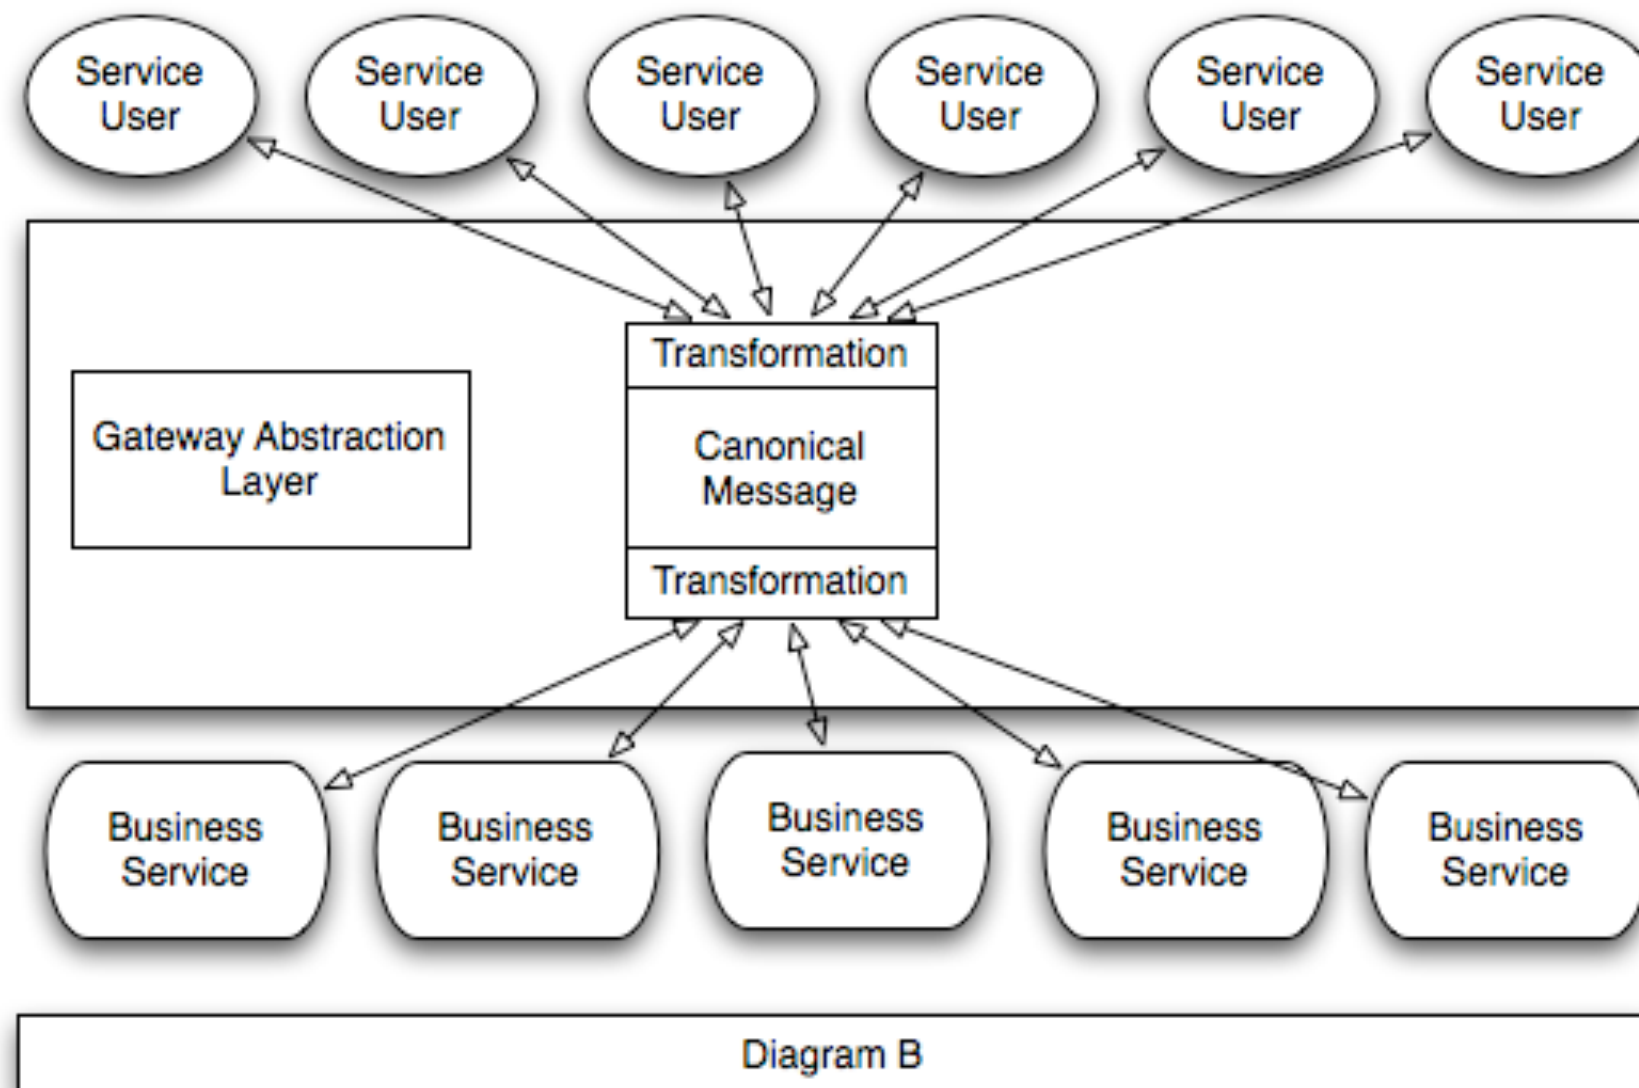 Service
User
Service
User
Service
User
Service
User
Service
User
Service
User
Transformation
Gateway Abstraction
Layer
Canonical
Message
Transformation
Business
Service
Business
Service
Business
Service
Business
Service
Business
Service
Diagram B